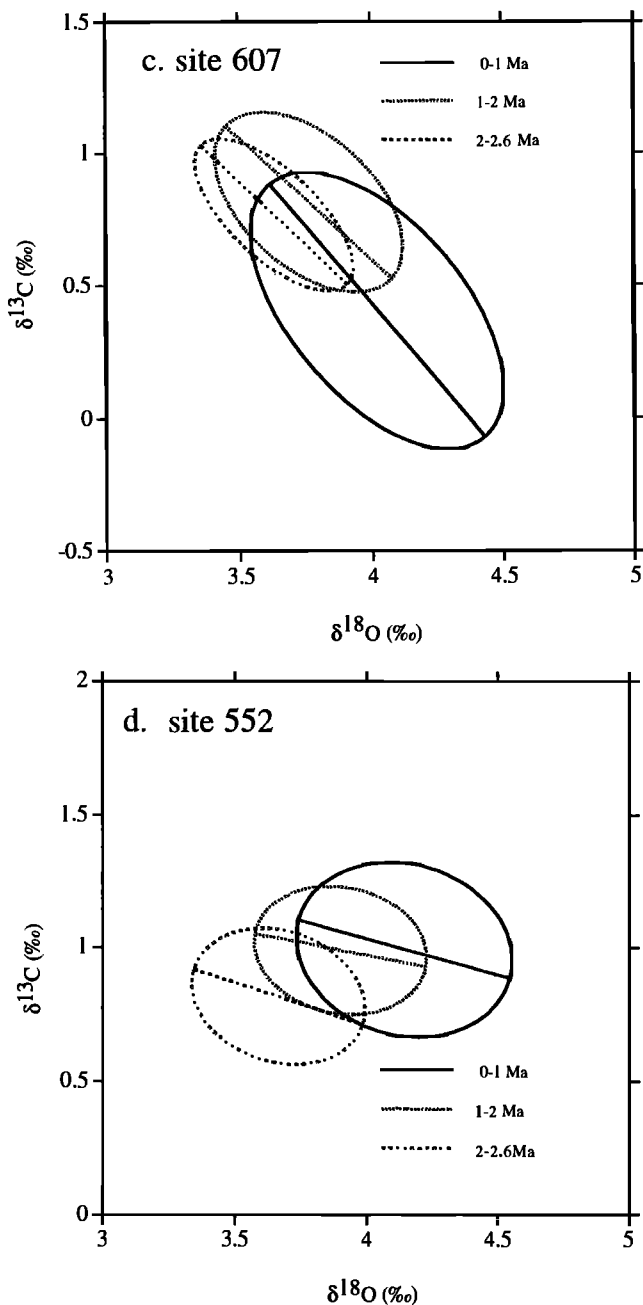 1.5
c. site 607
0-1 Ma
1-2 Ma
2-2.6 Ma
1
δ13C (‰)
0.5
0
-0.5
3
3.5
4
4.5
5
δ18O (‰)
2
d. site 552
1.5
δ13C (‰)
1
0.5
0-1 Ma
1-2 Ma
2-2.6Ma
0
3
3.5
4
4.5
5
δ18O (‰)